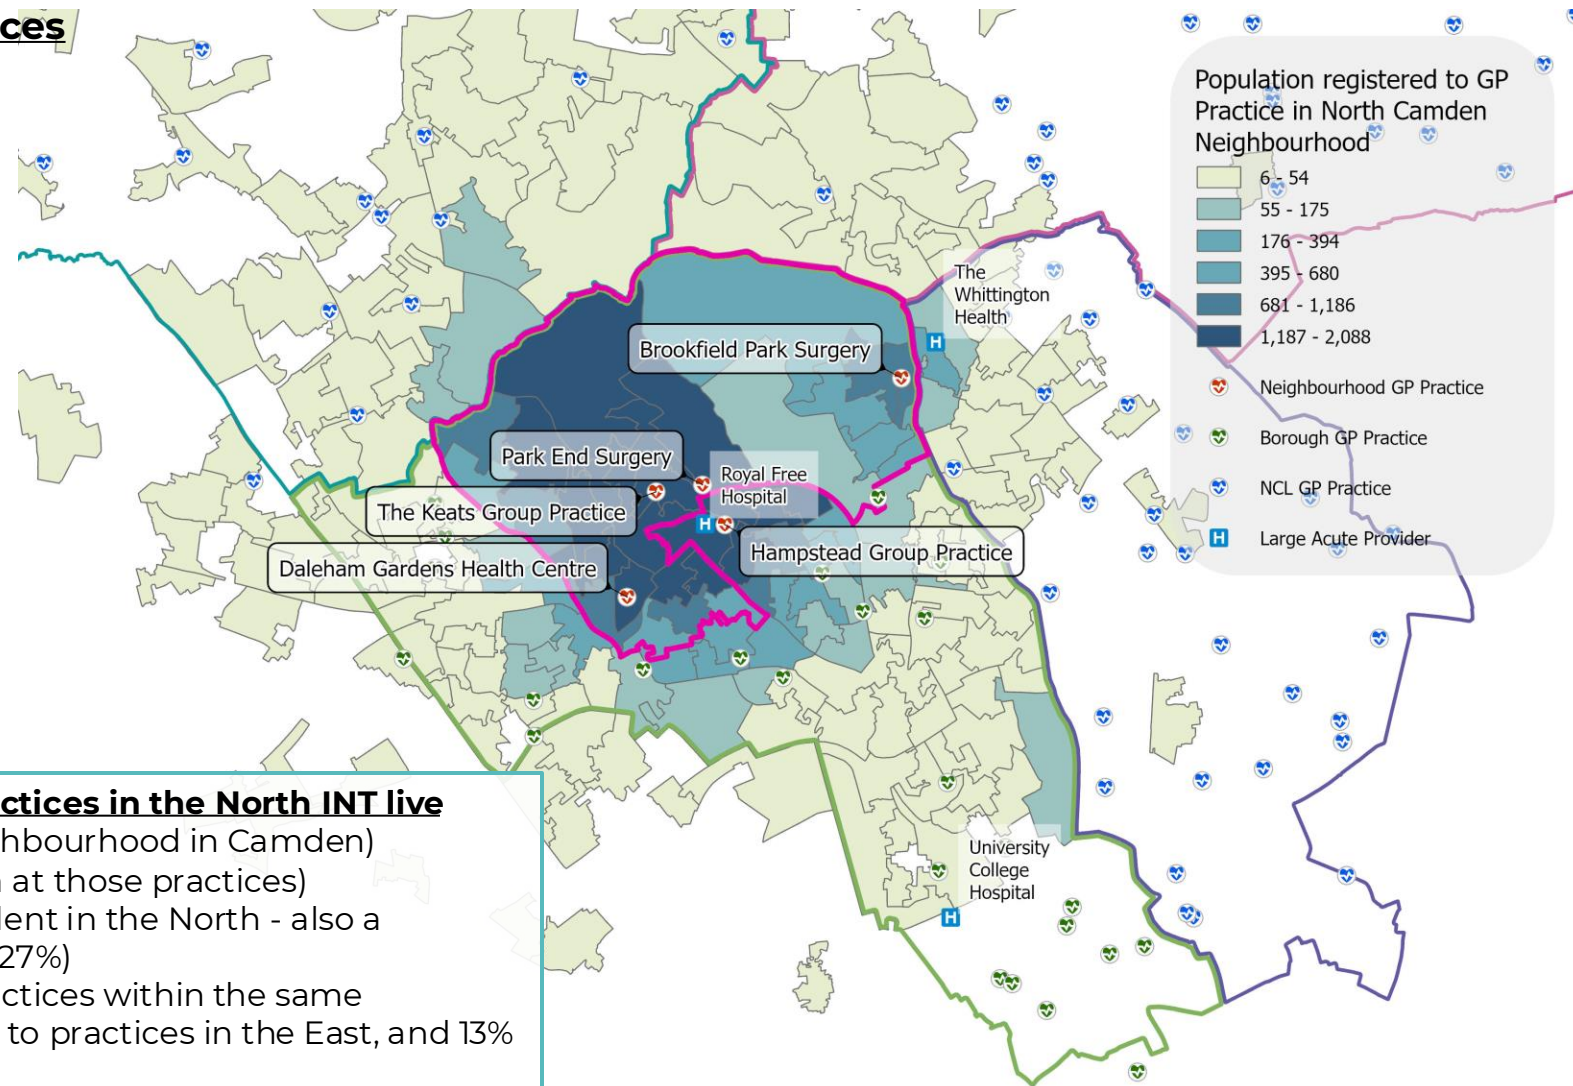 ces
Population registered to GP
Practice in North Camden
Neighbourhood
6 - 54
55 - 175
176 - 394
395 - 680
681 - 1,186
1,187 - 2,088
Neighbourhood GP Practice
Borough GP Practice
NCL GP Practice
H Large Acute Provider
The
Whittington
Health
H
Brookfield Park Surgery
Park End Surgery
Royal Free
Hospital
The Keats Group Practice
H
Hampstead Group Practice
Daleham Gardens Health Centre
University
College
Hospital
H
ctices in the North INT live
hbourhood in Camden)
at those practices)
dent in the North - also a
27%)
ctices within the same
to practices in the East, and 13%